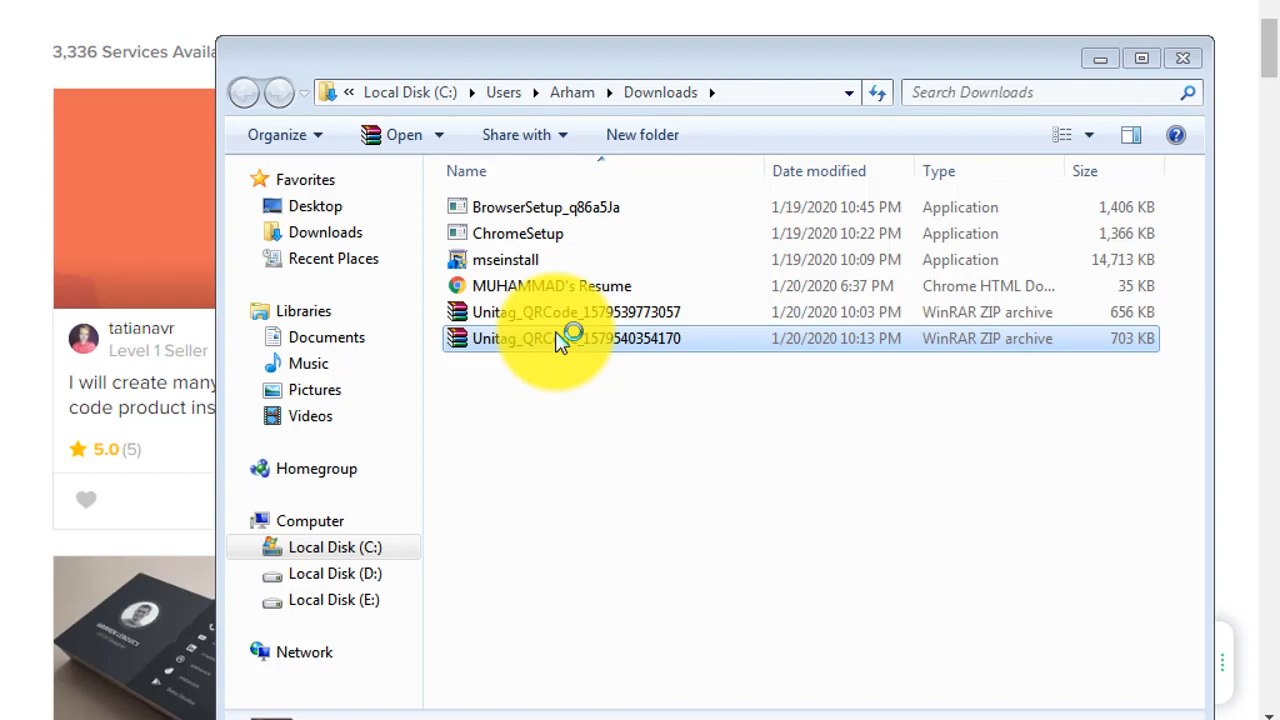 3,336 Services Availa
tatianavr
Level 1 Seller
I will create many
code product ins
5.0 (5)
« Local Disk (C:) Users Arham Downloads
Search Downloads
Organize Open Share with New folder
Favorites
Desktop
Downloads
Recent Places
Libraries
Documents
Music
Pictures
Videos
Homegroup
Computer
Local Disk (C:)
Local Disk (D:)
Local Disk (E:)
Network
Name Date modified Type Size
BrowserSetup_q86a5Ja 1/19/2020 10:45 PM Application 1,406 KB
ChromeSetup 1/19/2020 10:22 PM Application 1,366 KB
mseinstall 1/19/2020 10:09 PM Application 14,713 KB
MUHAMMAD's Resume 1/20/2020 6:37 PM Chrome HTML Do... 35 KB
Unitag_QRCode_1579539773057 1/20/2020 10:03 PM WinRAR ZIP archive 656 KB
Unitag_QRCode_1579540354170 1/20/2020 10:13 PM WinRAR ZIP archive 703 KB